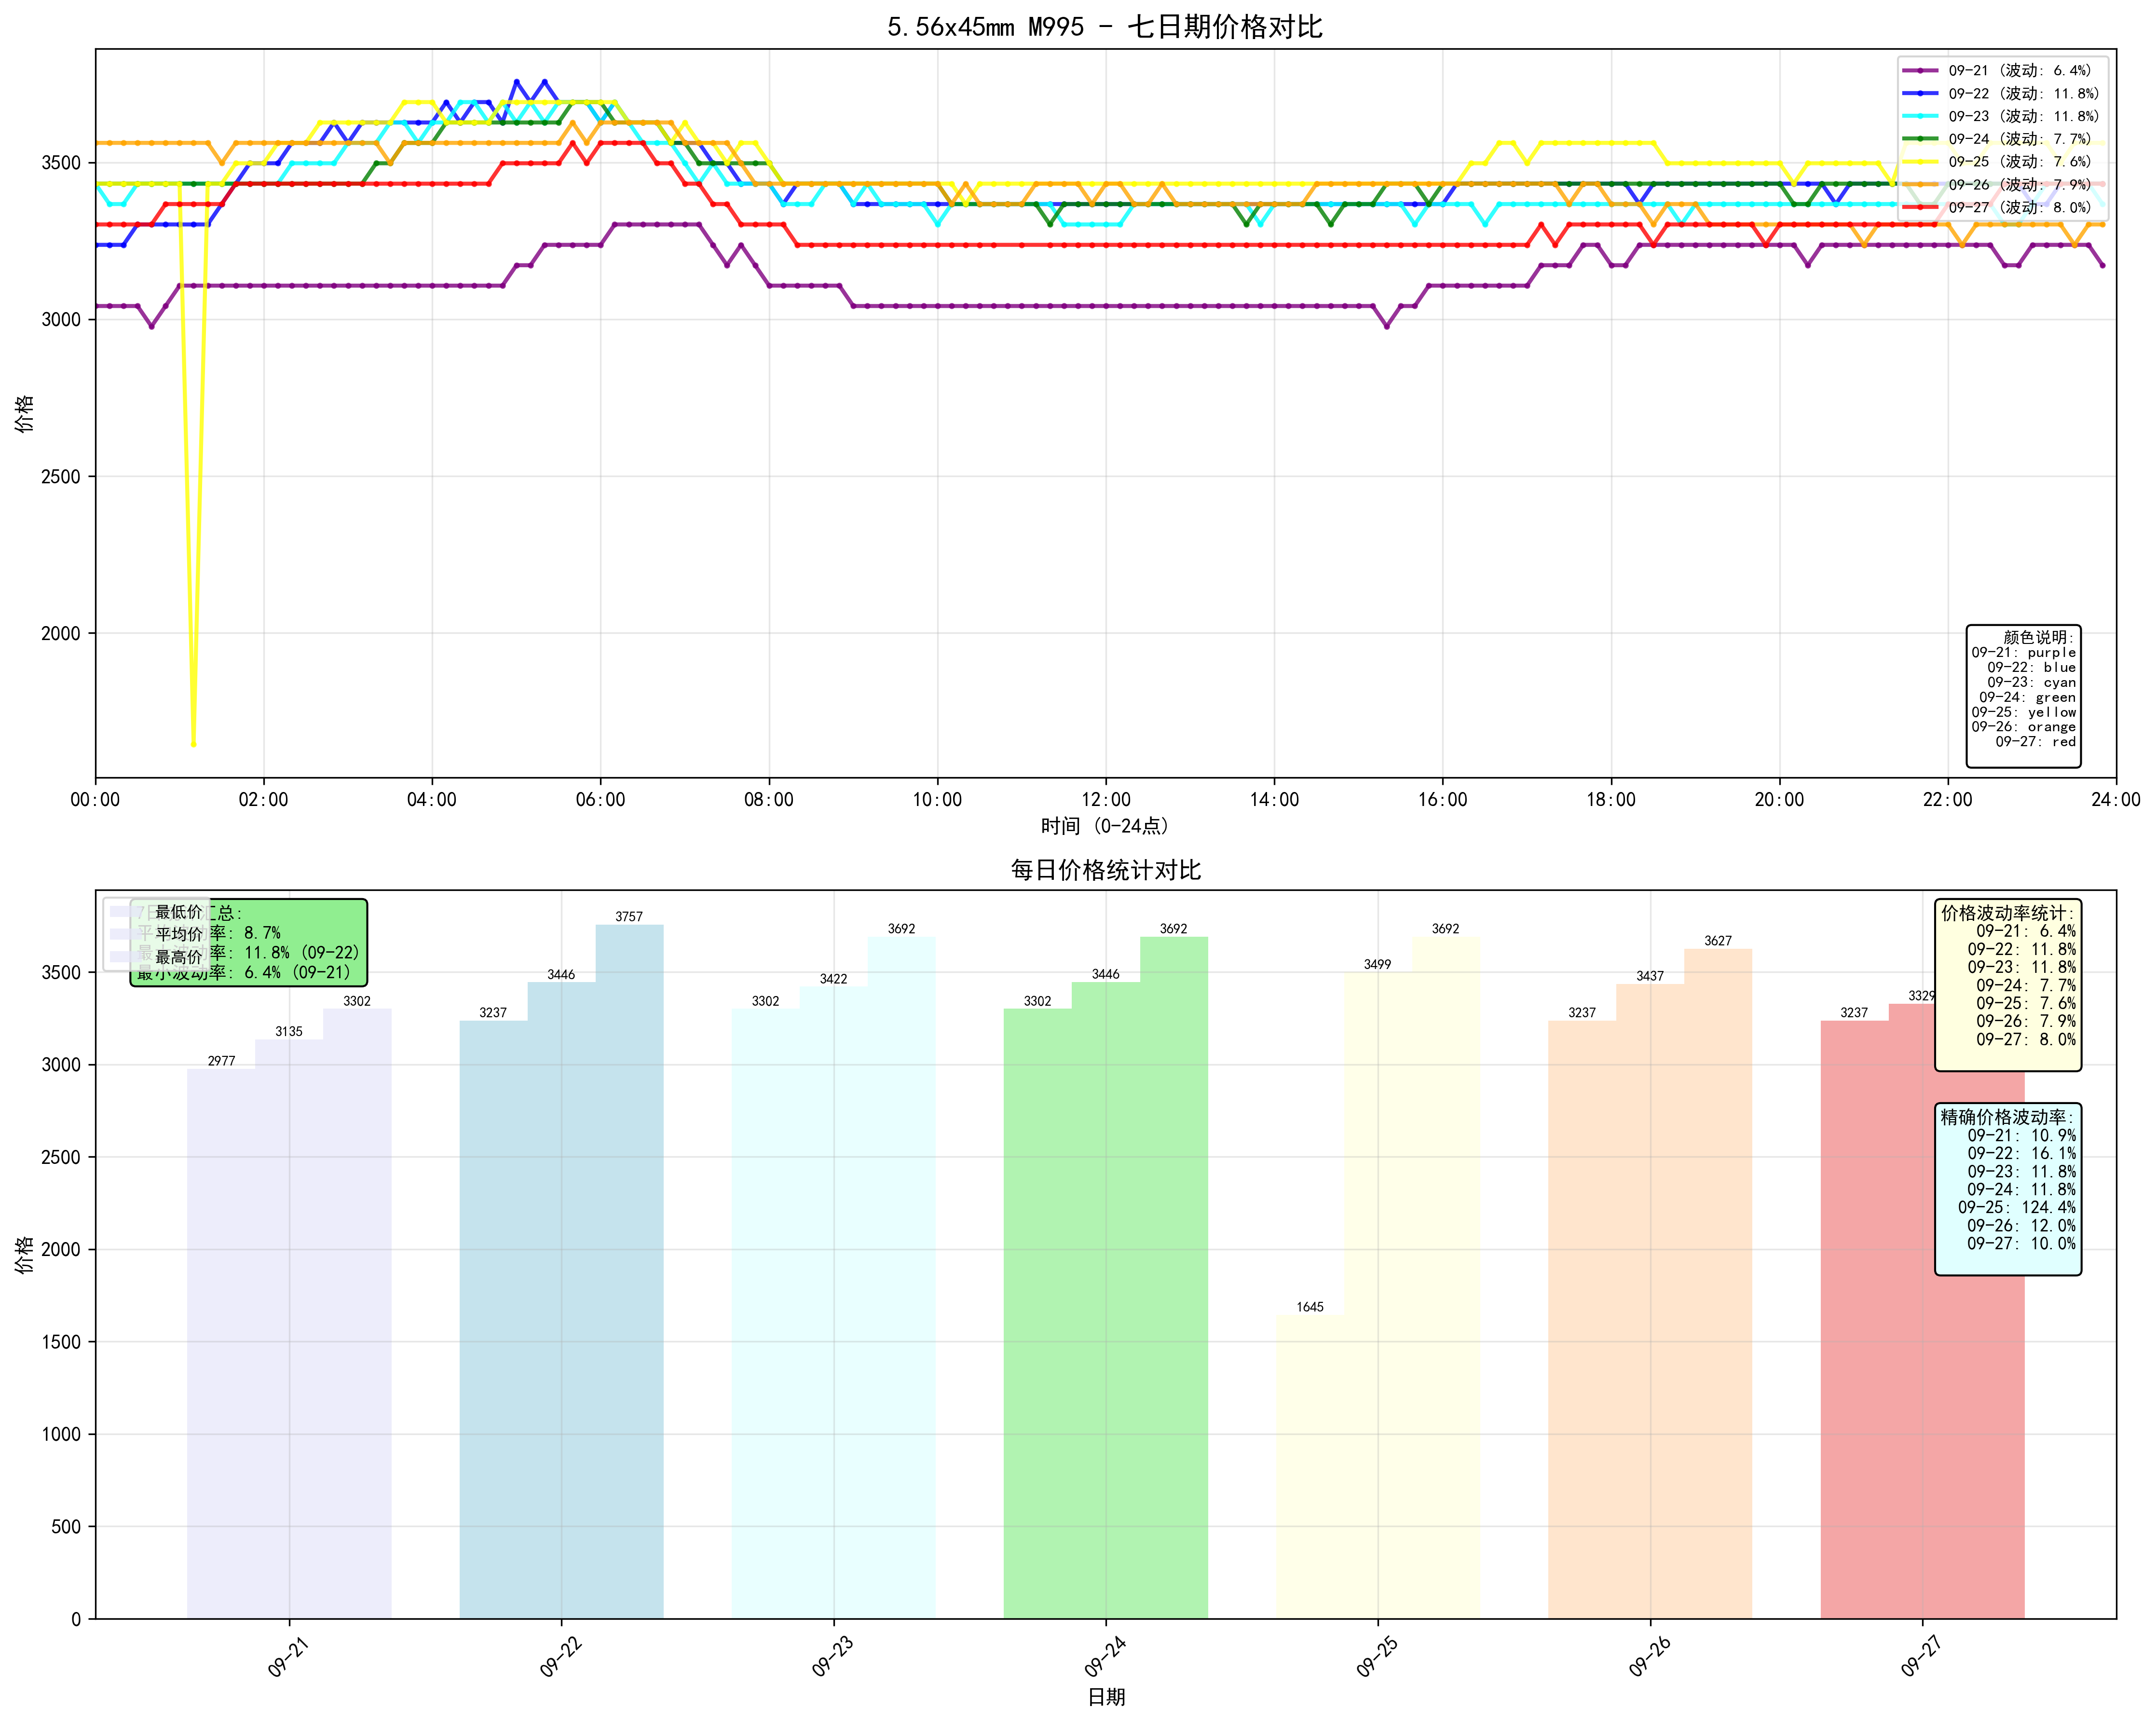 5.56x45mm M995 - 七日期价格对比
09-21 (波动: 6.4%)
09-22 (波动: 11.8%)
09-23 (波动: 11.8%)
09-24 (波动: 7.7%)
09-25 (波动: 7.6%)
09-26 (波动: 7.9%)
09-27 (波动: 8.0%)
3500
3000
2500
2000
价格
颜色说明:
09-21: purple
09-22: blue
09-23: cyan
09-24: green
09-25: yellow
09-26: orange
09-27: red
00:00 02:00 04:00 06:00 08:00 10:00 12:00 14:00 16:00 18:00 20:00 22:00 24:00
时间 (0-24点)
每日价格统计对比
最低价
平均价
最高价
7日 汇总:
率: 8.7%
率: 11.8% (09-22)
最小波动率: 6.4% (09-21)
价格波动率统计:
09-21: 6.4%
09-22: 11.8%
09-23: 11.8%
09-24: 7.7%
09-25: 7.6%
09-26: 7.9%
09-27: 8.0%
精确价格波动率:
09-21: 10.9%
09-22: 16.1%
09-23: 11.8%
09-24: 11.8%
09-25: 124.4%
09-26: 12.0%
09-27: 10.0%
2977 3135 3302
3237 3446 3757
3302 3422 3692
3302 3446 3692
1645 3499 3692
3237 3437 3627
3237 3329
3500
3000
2500
2000
1500
1000
500
0
价格
09-21 09-22 09-23 09-24 09-25 09-26 09-27
日期